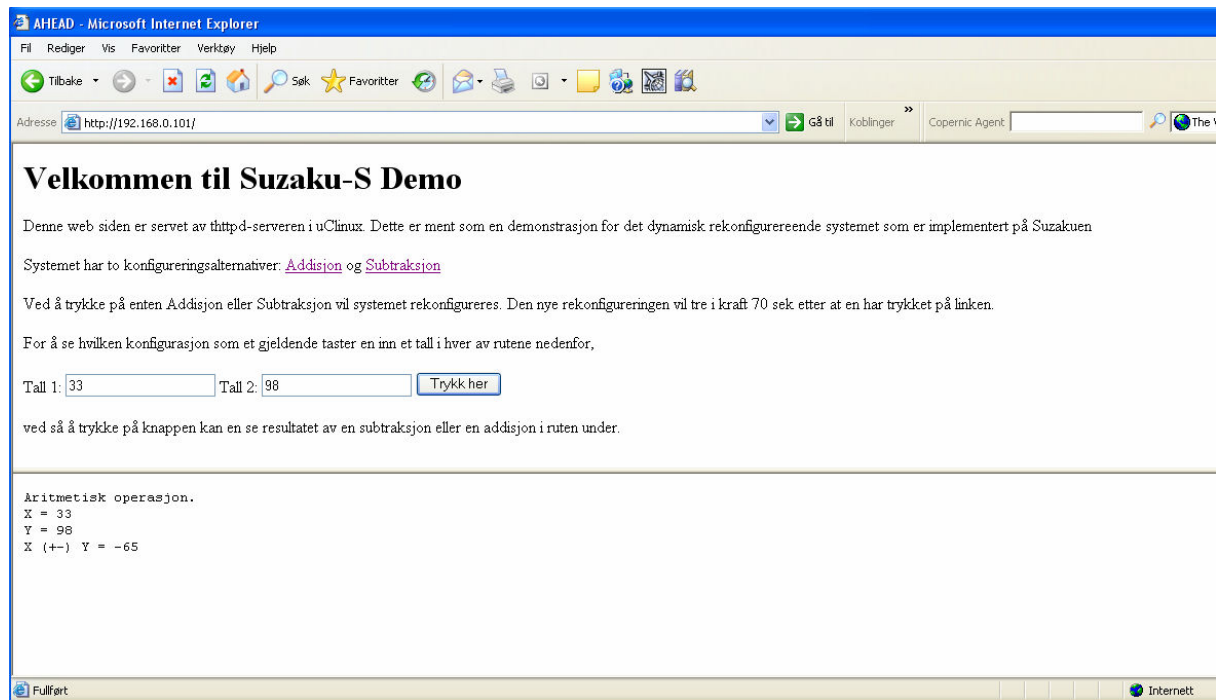 AHEAD - Microsoft Internet Explorer
Fil Rediger Vis Favoritter Verktøy Hjelp
Tilbake Søk Favoritter
Adresse http://192.168.0.101/ Gå til Koblinger » Copernic Agent The
Velkommen til Suzaku-S Demo
Denne web siden er servet av thttpd-serveren i uClinux. Dette er ment som en demonstrasjon for det dynamisk rekonfigurereende systemet som er implementert på Suzakuen
Systemet har to konfigureringsalternativer: Addisjon og Subtraksjon
Ved å trykke på enten Addisjon eller Subtraksjon vil systemet rekonfigureres. Den nye rekonfigureringen vil tre i kraft 70 sek etter at en har trykket på linken.
For å se hvilken konfigurasjon som et gjeldende taster en inn et tall i hver av rutene nedenfor,
Tall 1: 33 Tall 2: 98 Trykk her
ved så å trykke på knappen kan en se resultatet av en subtraksjon eller en addisjon i ruten under.
Aritmetisk operasjon.
X = 33
Y = 98
X (+-) Y = -65
Fullført Internett